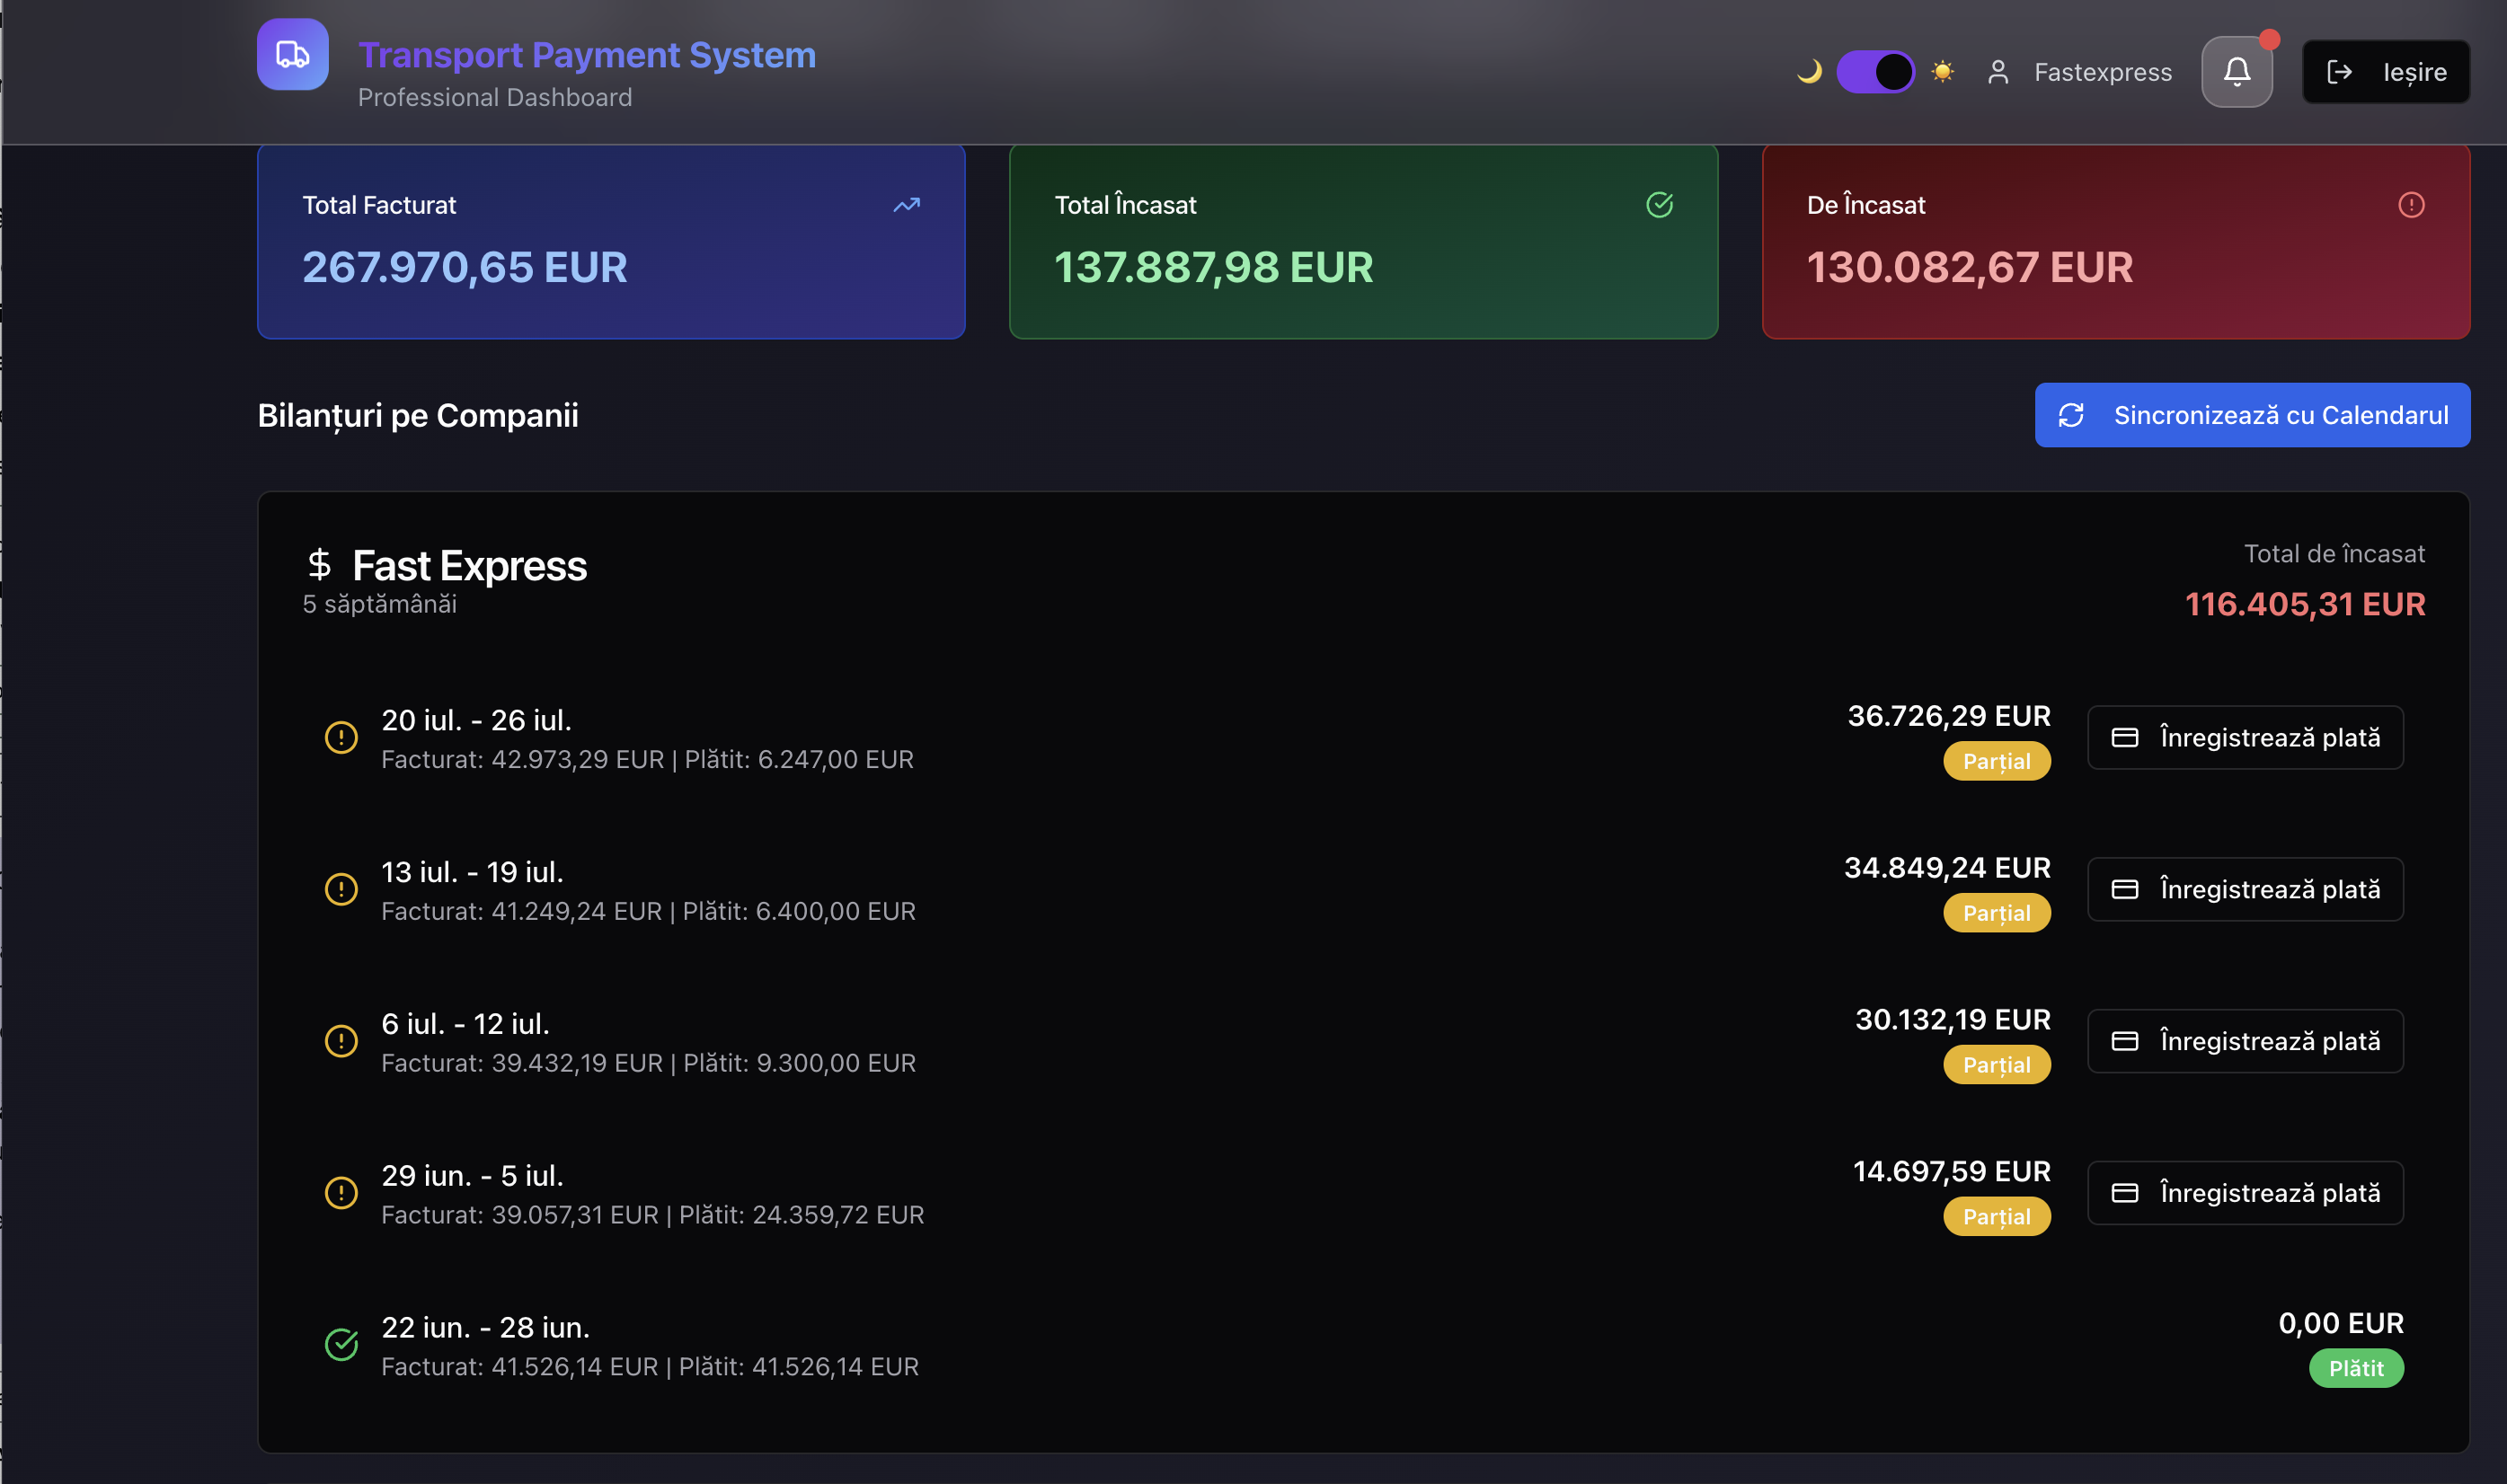 Transport Payment System
Professional Dashboard
Fastexpress
Ieșire
Total Facturat
267.970,65 EUR
Total Încasat
137.887,98 EUR
De Încasat
130.082,67 EUR
Bilanțuri pe Companii
Sincronizează cu Calendarul
Fast Express
5 săptămânăi
Total de încasat
116.405,31 EUR
20 iul. - 26 iul.
Facturat: 42.973,29 EUR | Plătit: 6.247,00 EUR
36.726,29 EUR
Parțial
Înregistrează plată
13 iul. - 19 iul.
Facturat: 41.249,24 EUR | Plătit: 6.400,00 EUR
34.849,24 EUR
Parțial
Înregistrează plată
6 iul. - 12 iul.
Facturat: 39.432,19 EUR | Plătit: 9.300,00 EUR
30.132,19 EUR
Parțial
Înregistrează plată
29 iun. - 5 iul.
Facturat: 39.057,31 EUR | Plătit: 24.359,72 EUR
14.697,59 EUR
Parțial
Înregistrează plată
22 iun. - 28 iun.
Facturat: 41.526,14 EUR | Plătit: 41.526,14 EUR
0,00 EUR
Plătit